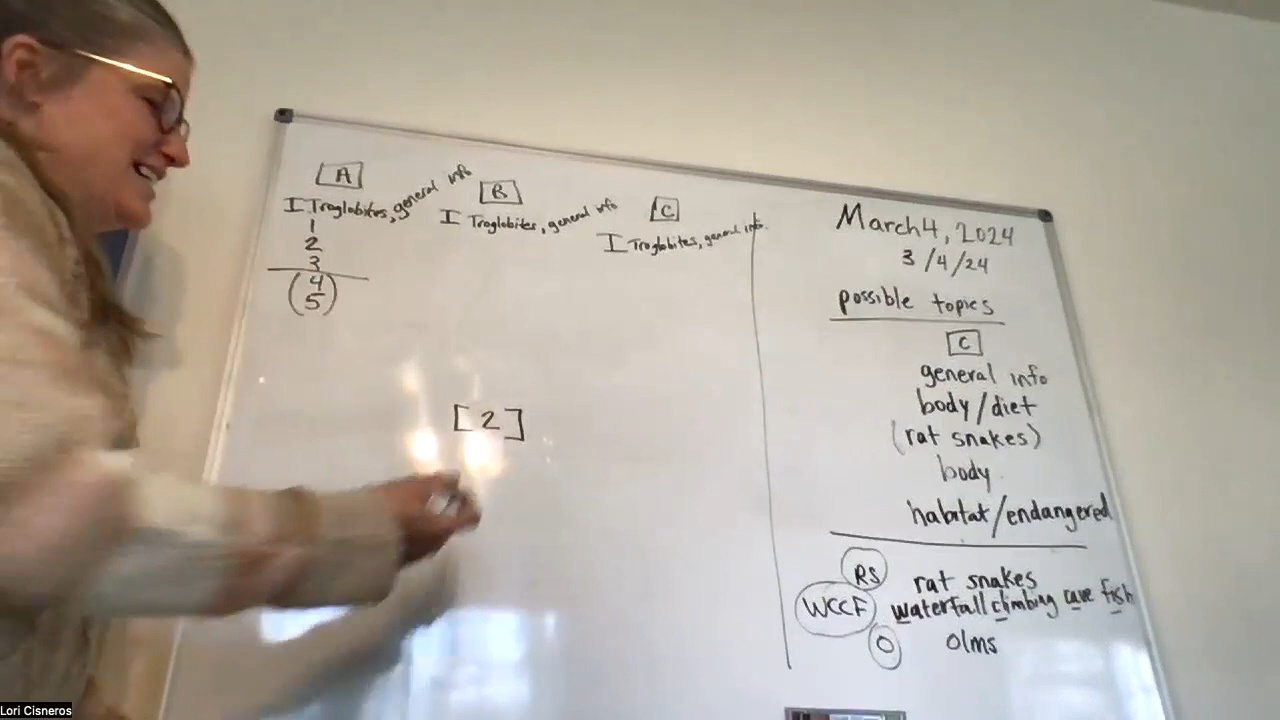 A
I Troglobites, general info
1
2
3
(4
5)
B
I Troglobites, general info
C
I Troglobites, general info.
[2]
March 4, 2024
3/4/24
possible topics
C
general info
body/diet
(rat snakes)
body
habitat/endangered
RS rat snakes
WCCF waterfall climbing cave fish
O Olms
Lori Cisneros